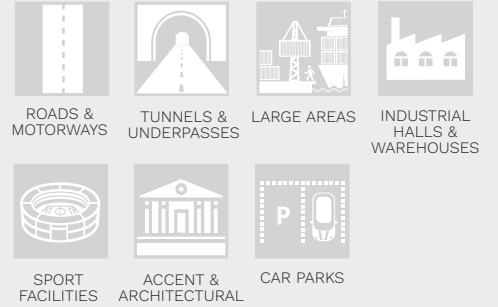 ROADS &
MOTORWAYS
TUNNELS &
UNDERPASSES
LARGE AREAS
INDUSTRIAL
HALLS &
WAREHOUSES
SPORT
FACILITIES
ACCENT &
ARCHITECTURAL
P
CAR PARKS